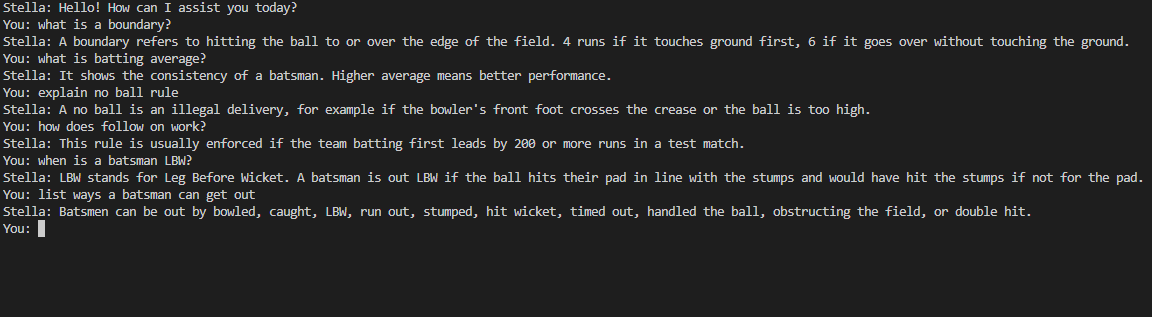 Stella: Hello! How can I assist you today?
You: what is a boundary?
Stella: A boundary refers to hitting the ball to or over the edge of the field. 4 runs if it touches ground first, 6 if it goes over without touching the ground.
You: what is batting average?
Stella: It shows the consistency of a batsman. Higher average means better performance.
You: explain no ball rule
Stella: A no ball is an illegal delivery, for example if the bowler's front foot crosses the crease or the ball is too high.
You: how does follow on work?
Stella: This rule is usually enforced if the team batting first leads by 200 or more runs in a test match.
You: when is a batsman LBW?
Stella: LBW stands for Leg Before Wicket. A batsman is out LBW if the ball hits their pad in line with the stumps and would have hit the stumps if not for the pad.
You: list ways a batsman can get out
Stella: Batsmen can be out by bowled, caught, LBW, run out, stumped, hit wicket, timed out, handled the ball, obstructing the field, or double hit.
You: